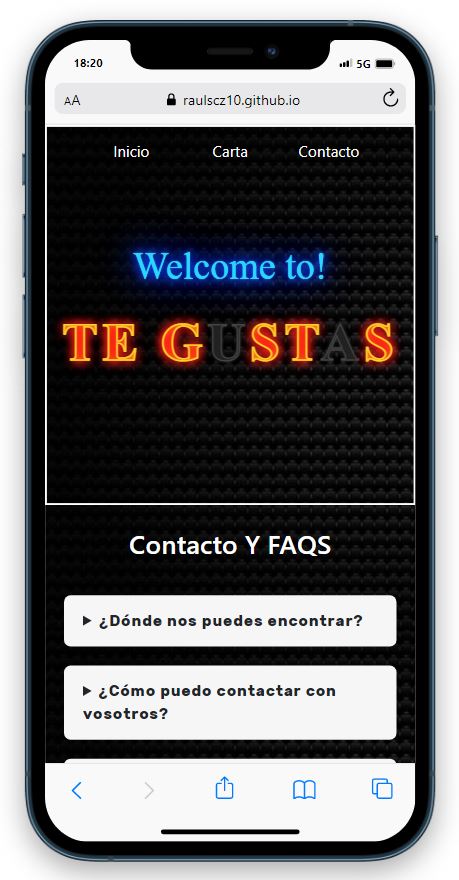 18:20
5G
AA
raulscz10.github.io
Inicio Carta Contacto
Welcome to!
TE GUSTAS
Contacto Y FAQS
¿Dónde nos puedes encontrar?
¿Cómo puedo contactar con
vosotros?